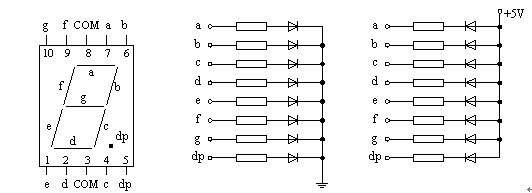 g f COM a b
10 9 8 7 6
a
f b
g
e c
d dp
1 2 3 4 5
e d COM c dp
a
b
c
d
e
f
g
dp
+5V
a
b
c
d
e
f
g
dp